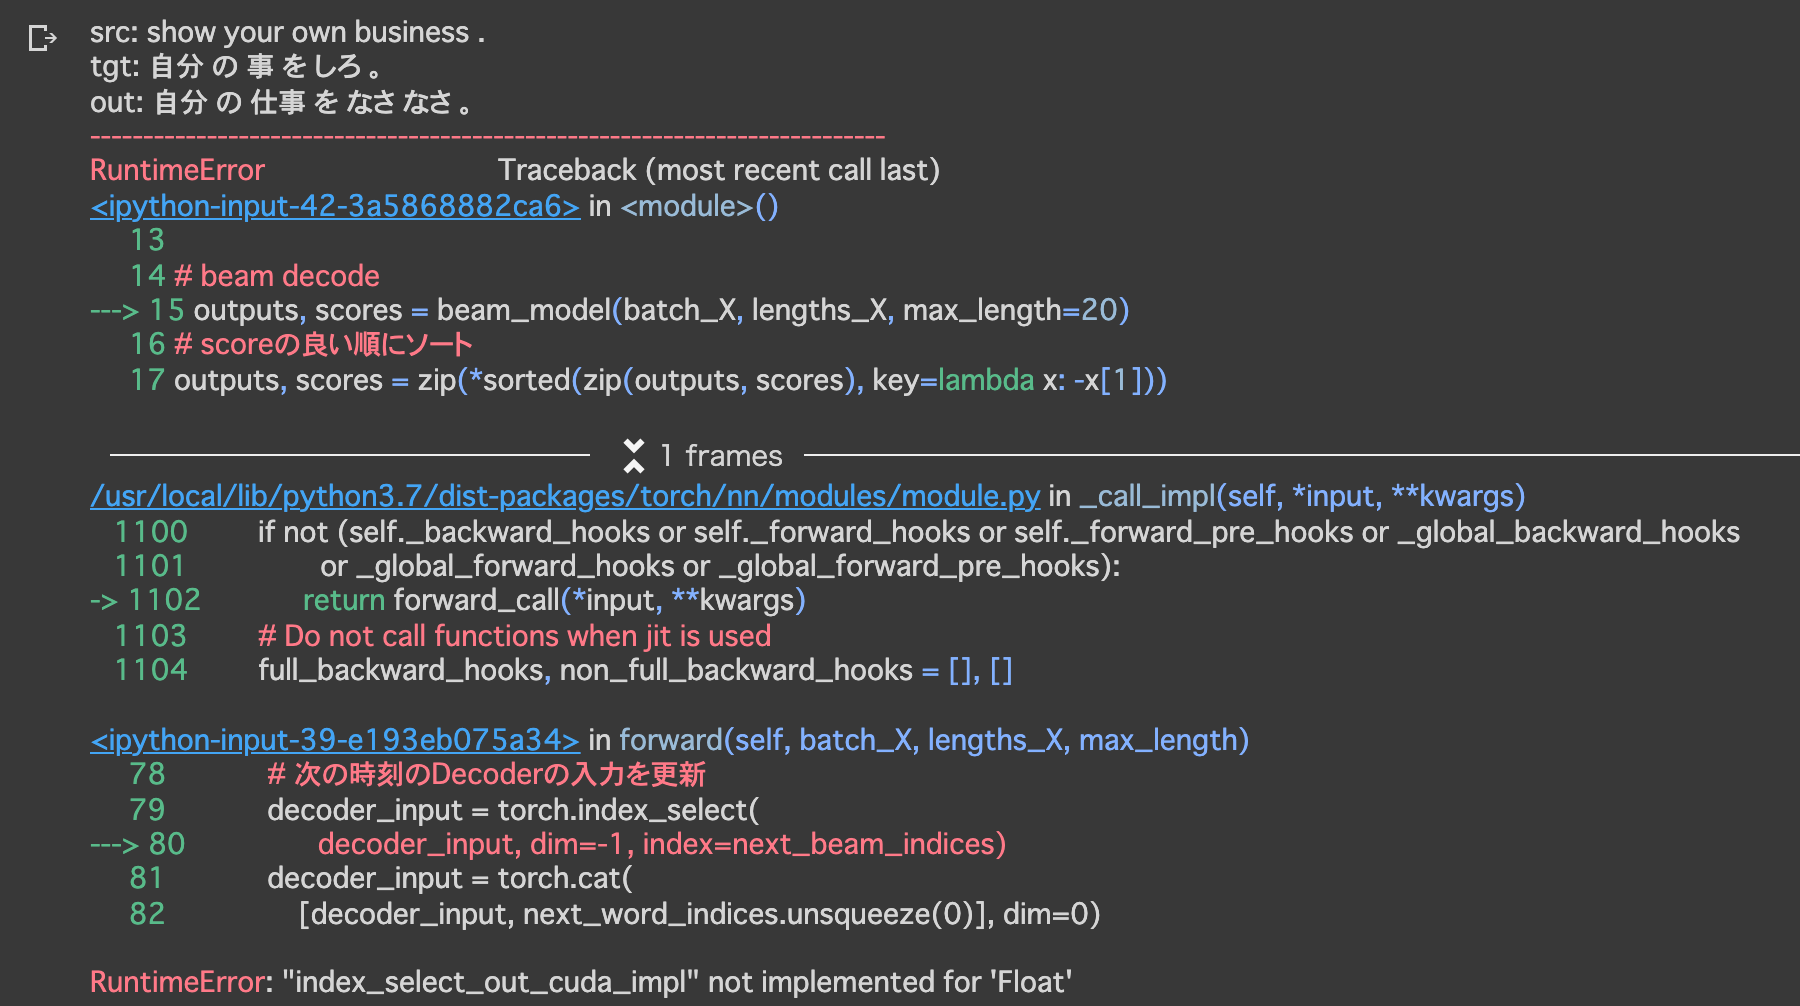 src: show your own business .
tgt: 自分 の 事 を しろ 。
out: 自分 の 仕事 を なさ なさ 。
---------------------------------------------------------------------------
RuntimeError Traceback (most recent call last)
<ipython-input-42-3a5868882ca6> in <module>()
13
14 # beam decode
---> 15 outputs, scores = beam_model(batch_X, lengths_X, max_length=20)
16 # scoreの良い順にソート
17 outputs, scores = zip(*sorted(zip(outputs, scores), key=lambda x: -x[1]))
1 frames
/usr/local/lib/python3.7/dist-packages/torch/nn/modules/module.py in _call_impl(self, *input, **kwargs)
1100 if not (self._backward_hooks or self._forward_hooks or self._forward_pre_hooks or _global_backward_hooks
1101 or _global_forward_hooks or _global_forward_pre_hooks):
-> 1102 return forward_call(*input, **kwargs)
1103 # Do not call functions when jit is used
1104 full_backward_hooks, non_full_backward_hooks = [], []
<ipython-input-39-e193eb075a34> in forward(self, batch_X, lengths_X, max_length)
78 # 次の時刻のDecoderの入力を更新
79 decoder_input = torch.index_select(
---> 80 decoder_input, dim=-1, index=next_beam_indices)
81 decoder_input = torch.cat(
82 [decoder_input, next_word_indices.unsqueeze(0)], dim=0)
RuntimeError: "index_select_out_cuda_impl" not implemented for 'Float'